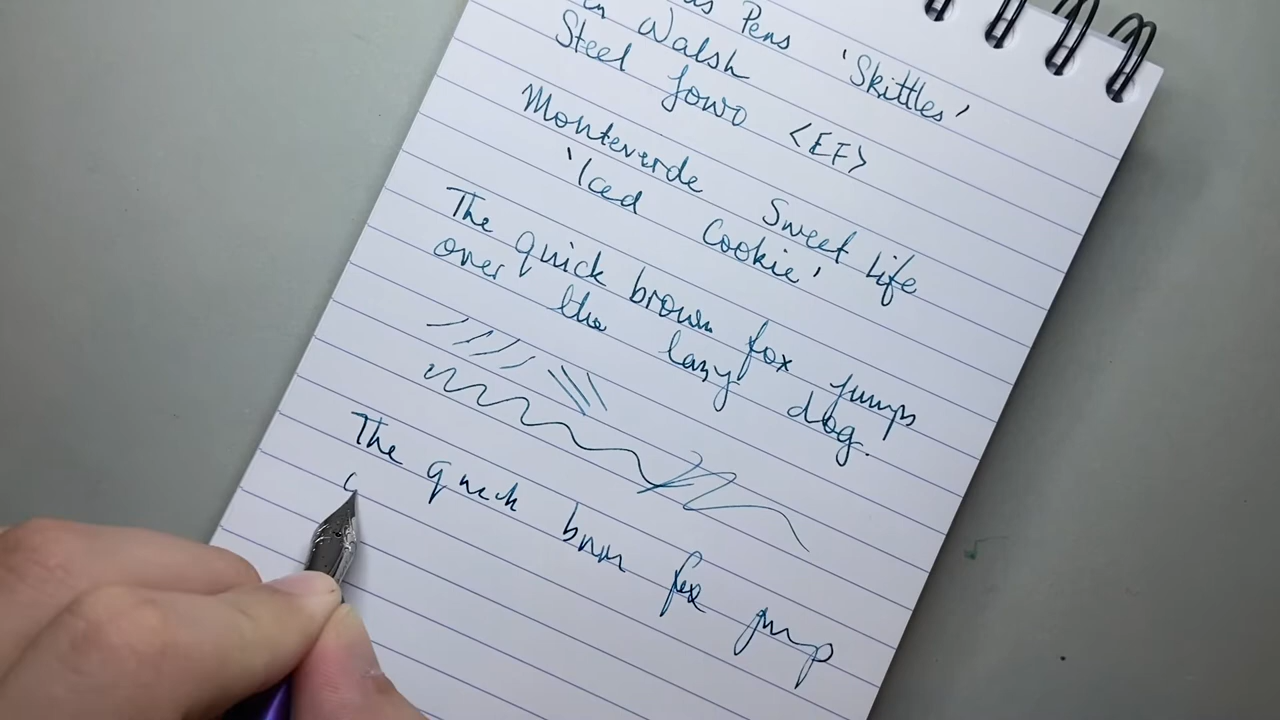 Pens 'Skittles'
in Walsh
Steel Jowo <EF>
Monteverde Sweet Life
'Iced Cookie'
The quick brown fox jumps
over the lazy dog.
The quick brown fox jump